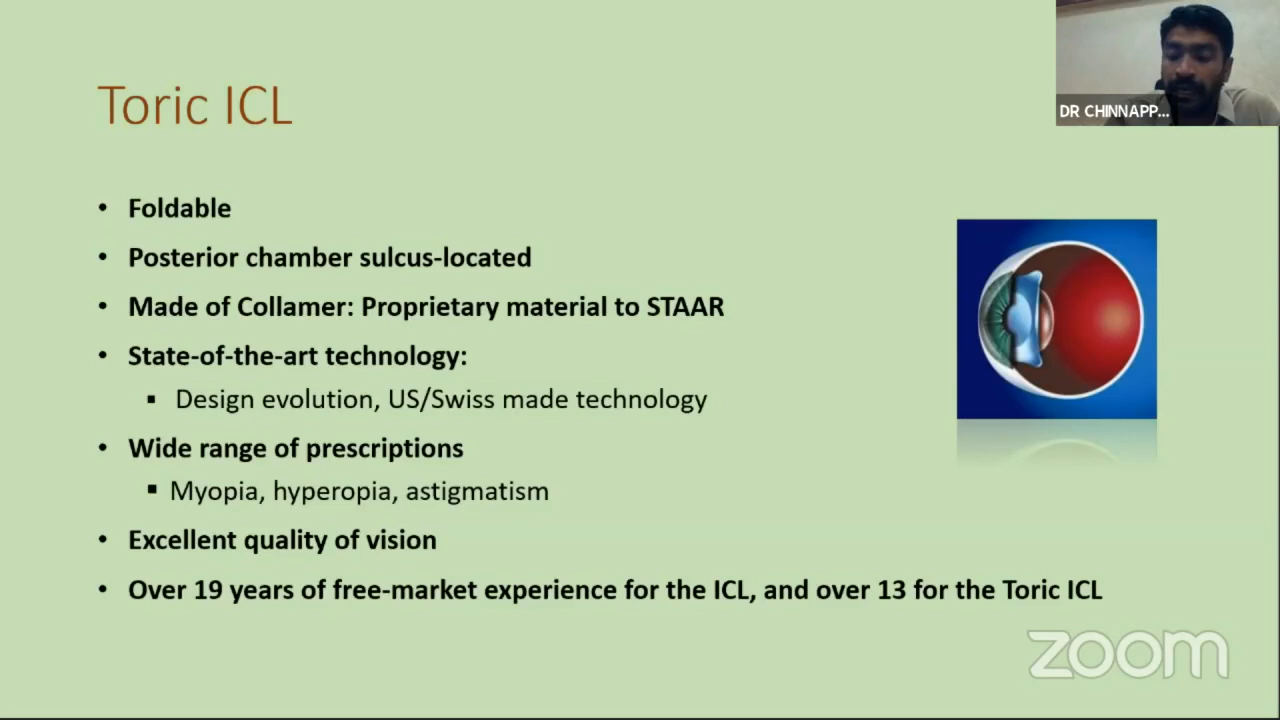 Toric ICL
DR CHINNAPP...
• Foldable
• Posterior chamber sulcus-located
• Made of Collamer: Proprietary material to STAAR
• State-of-the-art technology:
▪ Design evolution, US/Swiss made technology
• Wide range of prescriptions
▪ Myopia, hyperopia, astigmatism
• Excellent quality of vision
• Over 19 years of free-market experience for the ICL, and over 13 for the Toric ICL
zoom